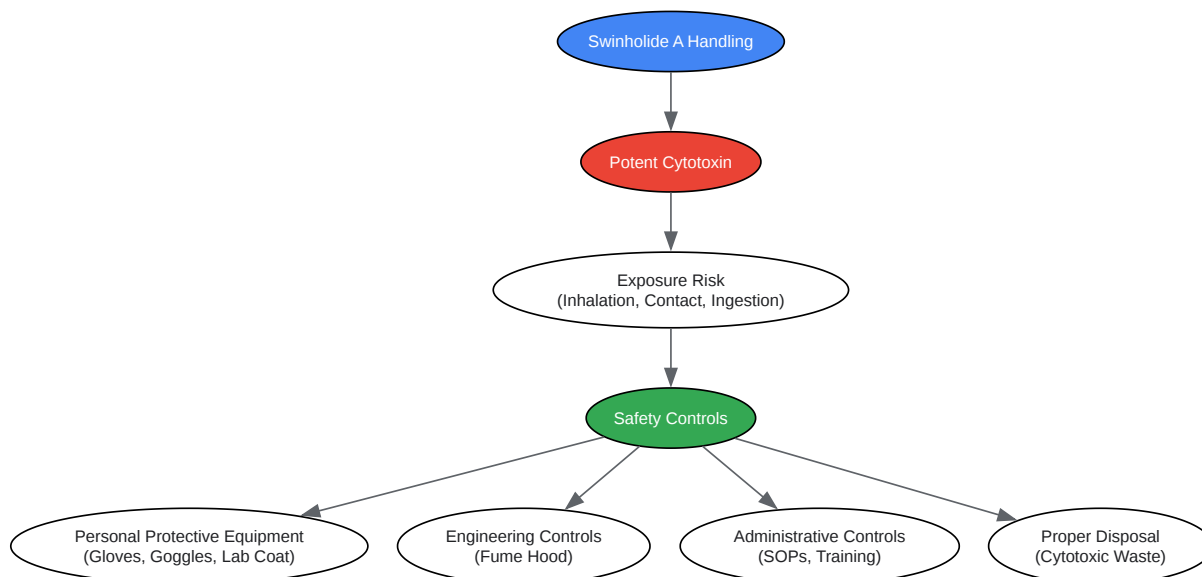 Swinholide A Handling
Potent Cytotoxin
Exposure Risk
(Inhalation, Contact, Ingestion)
Safety Controls
Personal Protective Equipment
(Gloves, Goggles, Lab Coat)
Engineering Controls
(Fume Hood)
Administrative Controls
(SOPs, Training)
Proper Disposal
(Cytotoxic Waste)